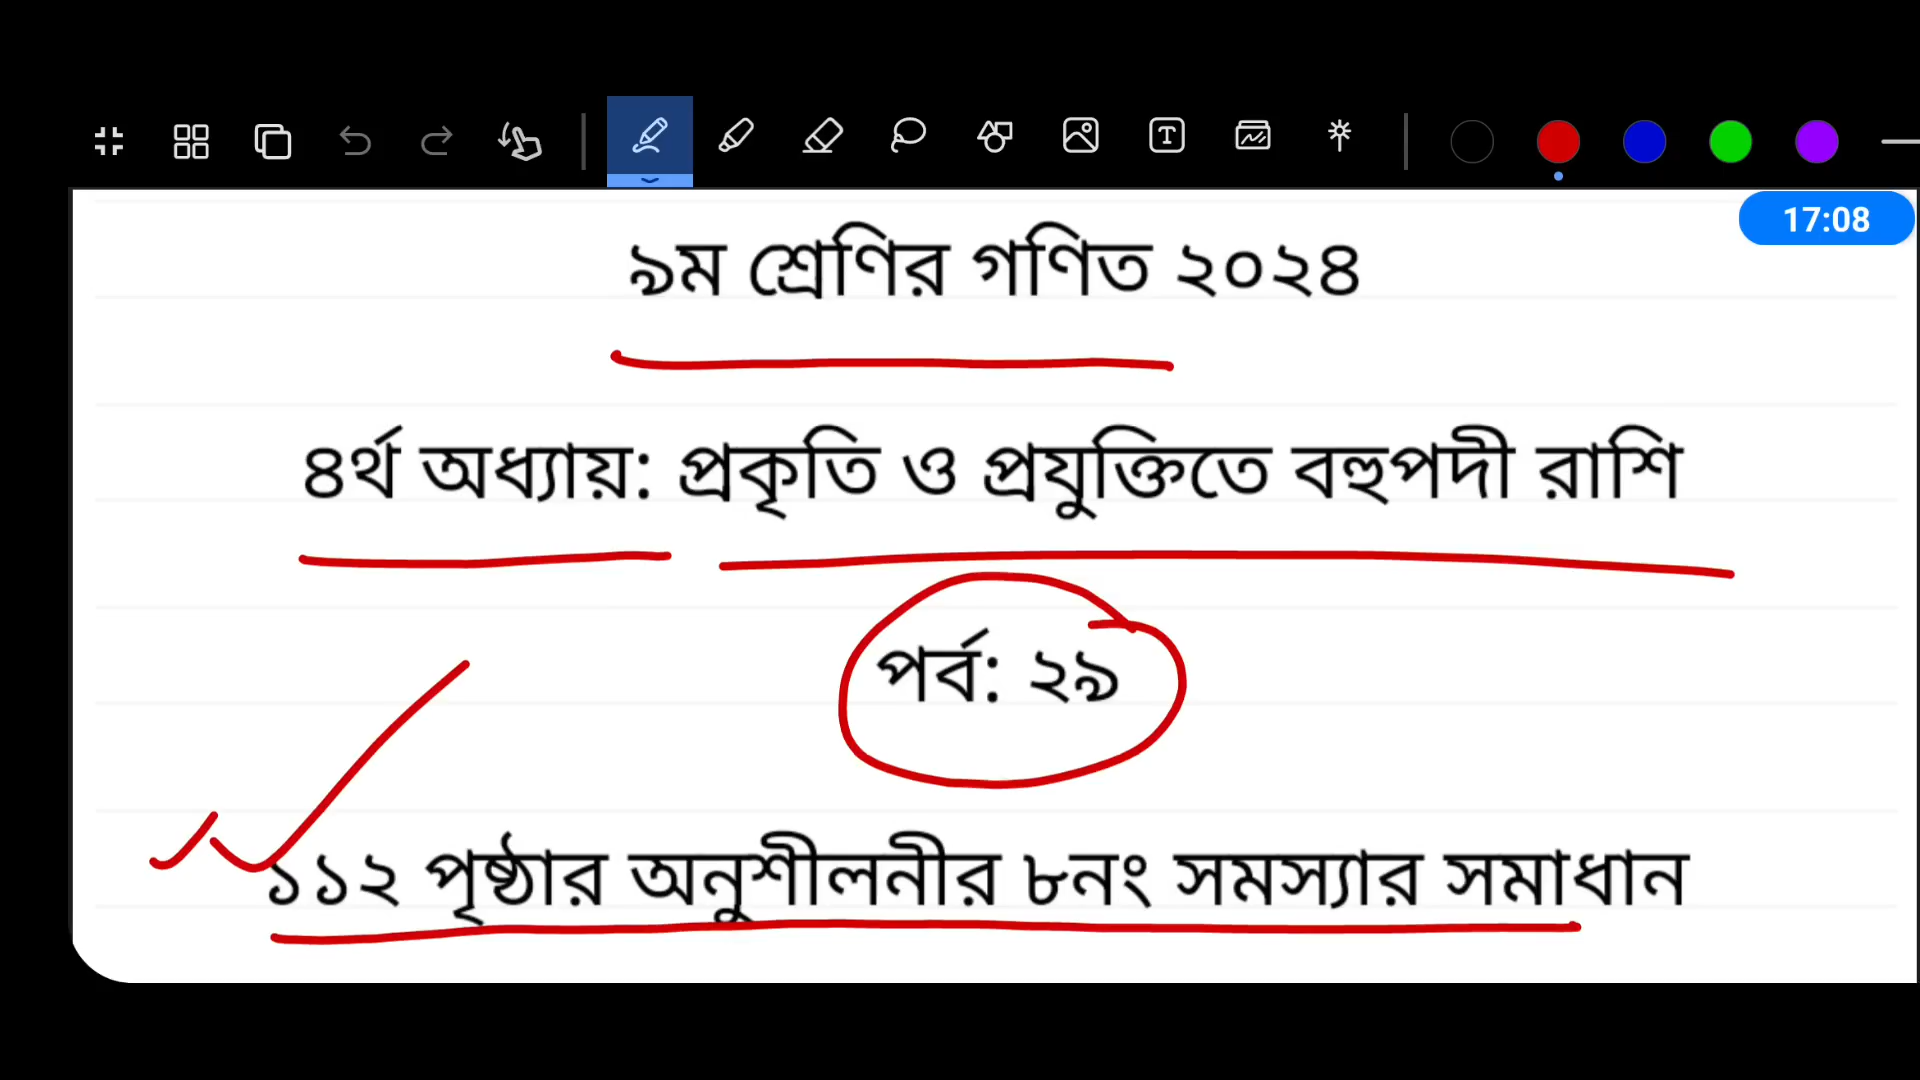 17:08
৯ম শ্রেণির গণিত ২০২৪
৪র্থ অধ্যায়: প্রকৃতি ও প্রযুক্তিতে বহুপদী রাশি
পর্ব: ২৯
১১২ পৃষ্ঠার অনুশীলনীর ৮নং সমস্যার সমাধান